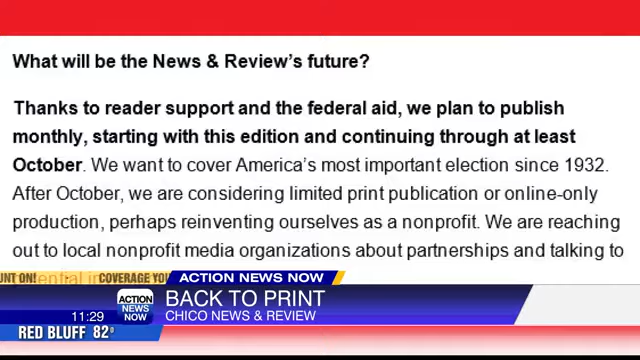 What will be the News & Review's future?
Thanks to reader support and the federal aid, we plan to publish
monthly, starting with this edition and continuing through at least
October. We want to cover America's most important election since 1932.
After October, we are considering limited print publication or online-only
production, perhaps reinventing ourselves as a nonprofit. We are reaching
out to local nonprofit media organizations about partnerships and talking to
UNT ON! COVERAGE YOU
ACTION NEWS NOW
BACK TO PRINT
CHICO NEWS & REVIEW
ACTION
NEWS
NOW
11:29
RED BLUFF 82°